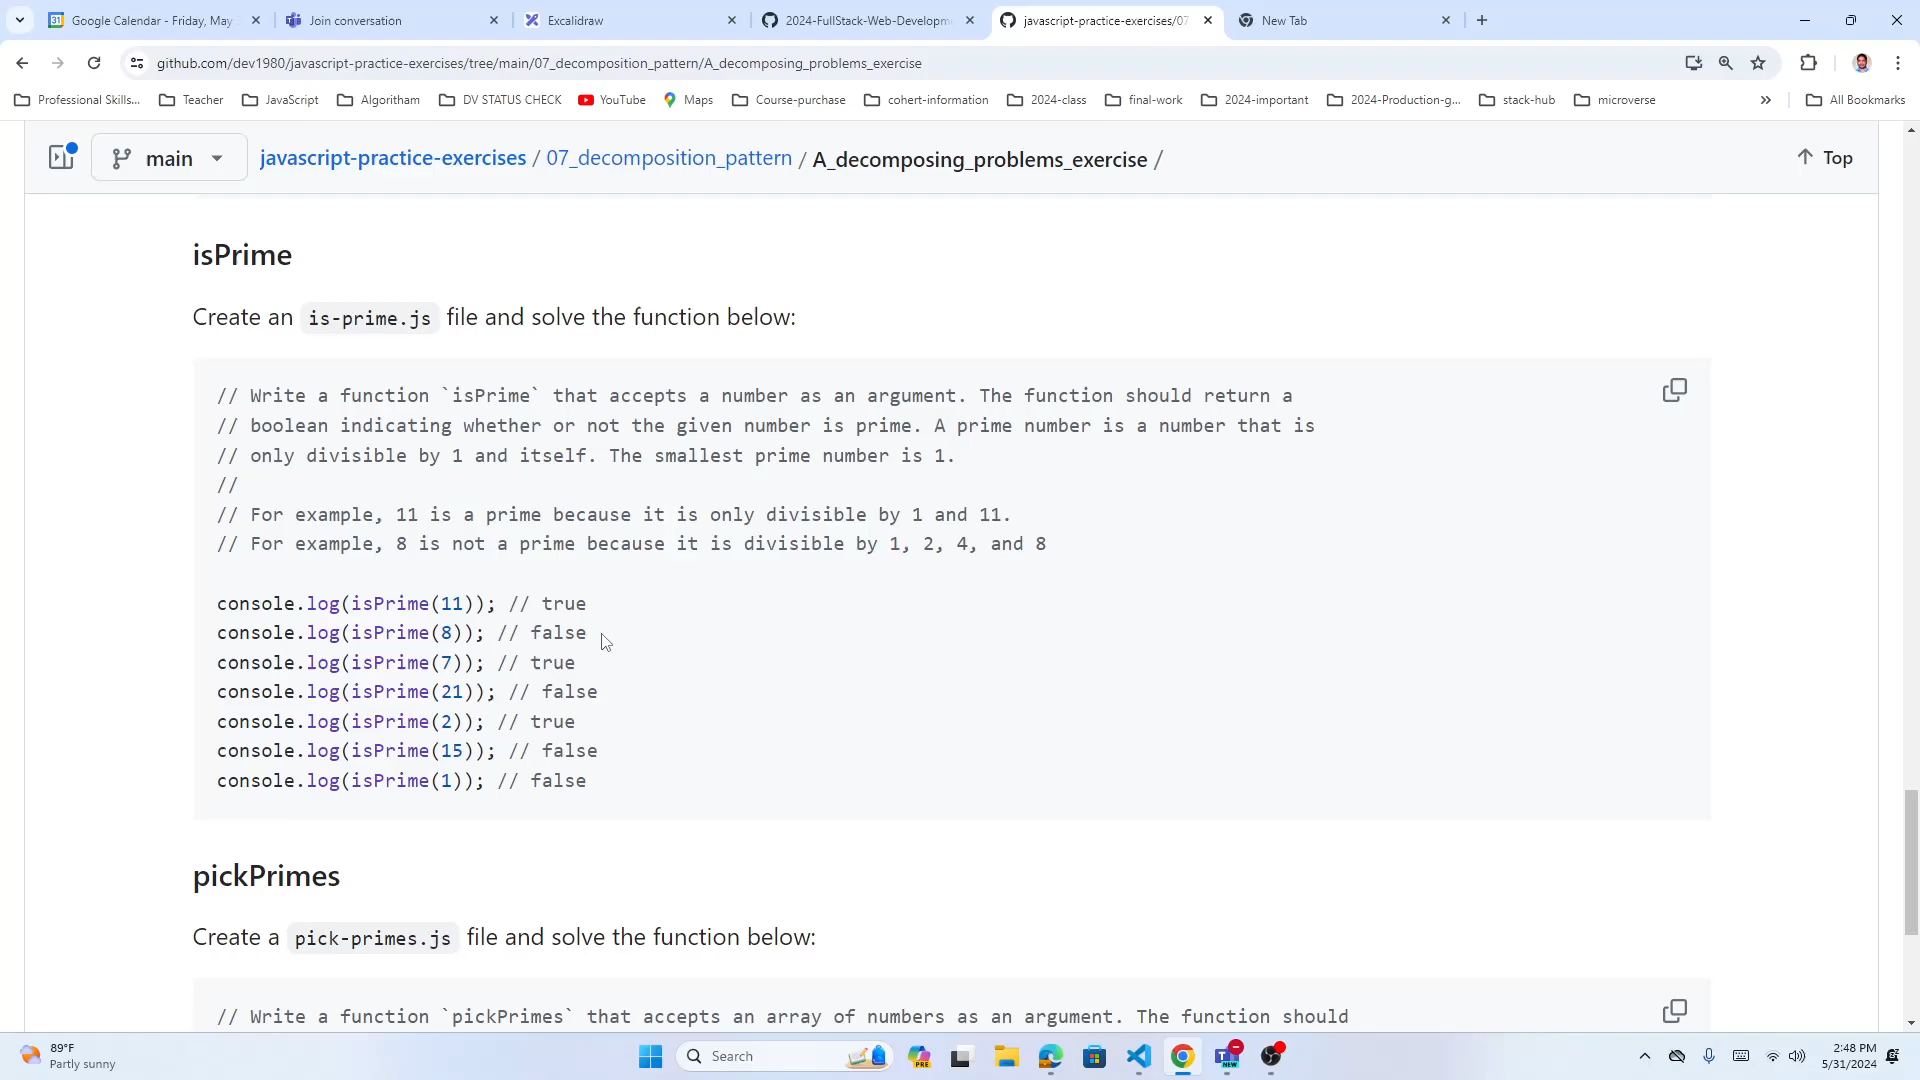 Google Calendar - Friday, May
Join conversation
Excalidraw
2024-FullStack-Web-Developm
javascript-practice-exercises/07
New Tab
github.com/dev1980/javascript-practice-exercises/tree/main/07_decomposition_pattern/A_decomposing_problems_exercise
Professional Skills...
Teacher
JavaScript
Algoritham
DV STATUS CHECK
YouTube
Maps
Course-purchase
cohert-information
2024-class
final-work
2024-important
2024-Production-g...
stack-hub
microverse
»
All Bookmarks
main
javascript-practice-exercises / 07_decomposition_pattern / A_decomposing_problems_exercise /
Top
isPrime
Create an is-prime.js file and solve the function below:
// Write a function `isPrime` that accepts a number as an argument. The function should return a
// boolean indicating whether or not the given number is prime. A prime number is a number that is
// only divisible by 1 and itself. The smallest prime number is 1.
//
// For example, 11 is a prime because it is only divisible by 1 and 11.
// For example, 8 is not a prime because it is divisible by 1, 2, 4, and 8
console.log(isPrime(11)); // true
console.log(isPrime(8)); // false
console.log(isPrime(7)); // true
console.log(isPrime(21)); // false
console.log(isPrime(2)); // true
console.log(isPrime(15)); // false
console.log(isPrime(1)); // false
pickPrimes
Create a pick-primes.js file and solve the function below:
// Write a function `pickPrimes` that accepts an array of numbers as an argument. The function should
89°F
Partly sunny
Search
PRE
NEW
2:48 PM
5/31/2024